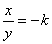 x/y = −k